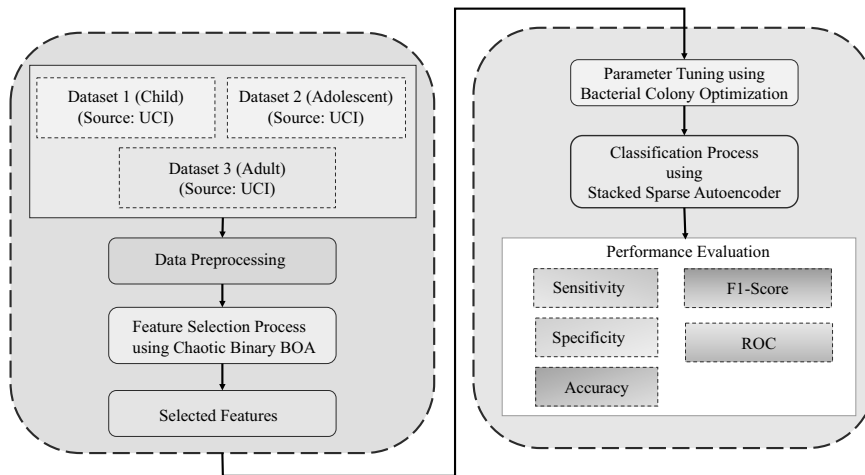 Dataset 1 (Child)
(Source: UCI)
Dataset 2 (Adolescent)
(Source: UCI)
Dataset 3 (Adult)
(Source: UCI)
Data Preprocessing
Feature Selection Process
using Chaotic Binary BOA
Selected Features
Parameter Tuning using
Bacterial Colony Optimization
Classification Process
using
Stacked Sparse Autoencoder
Performance Evaluation
Sensitivity
F1-Score
Specificity
ROC
Accuracy